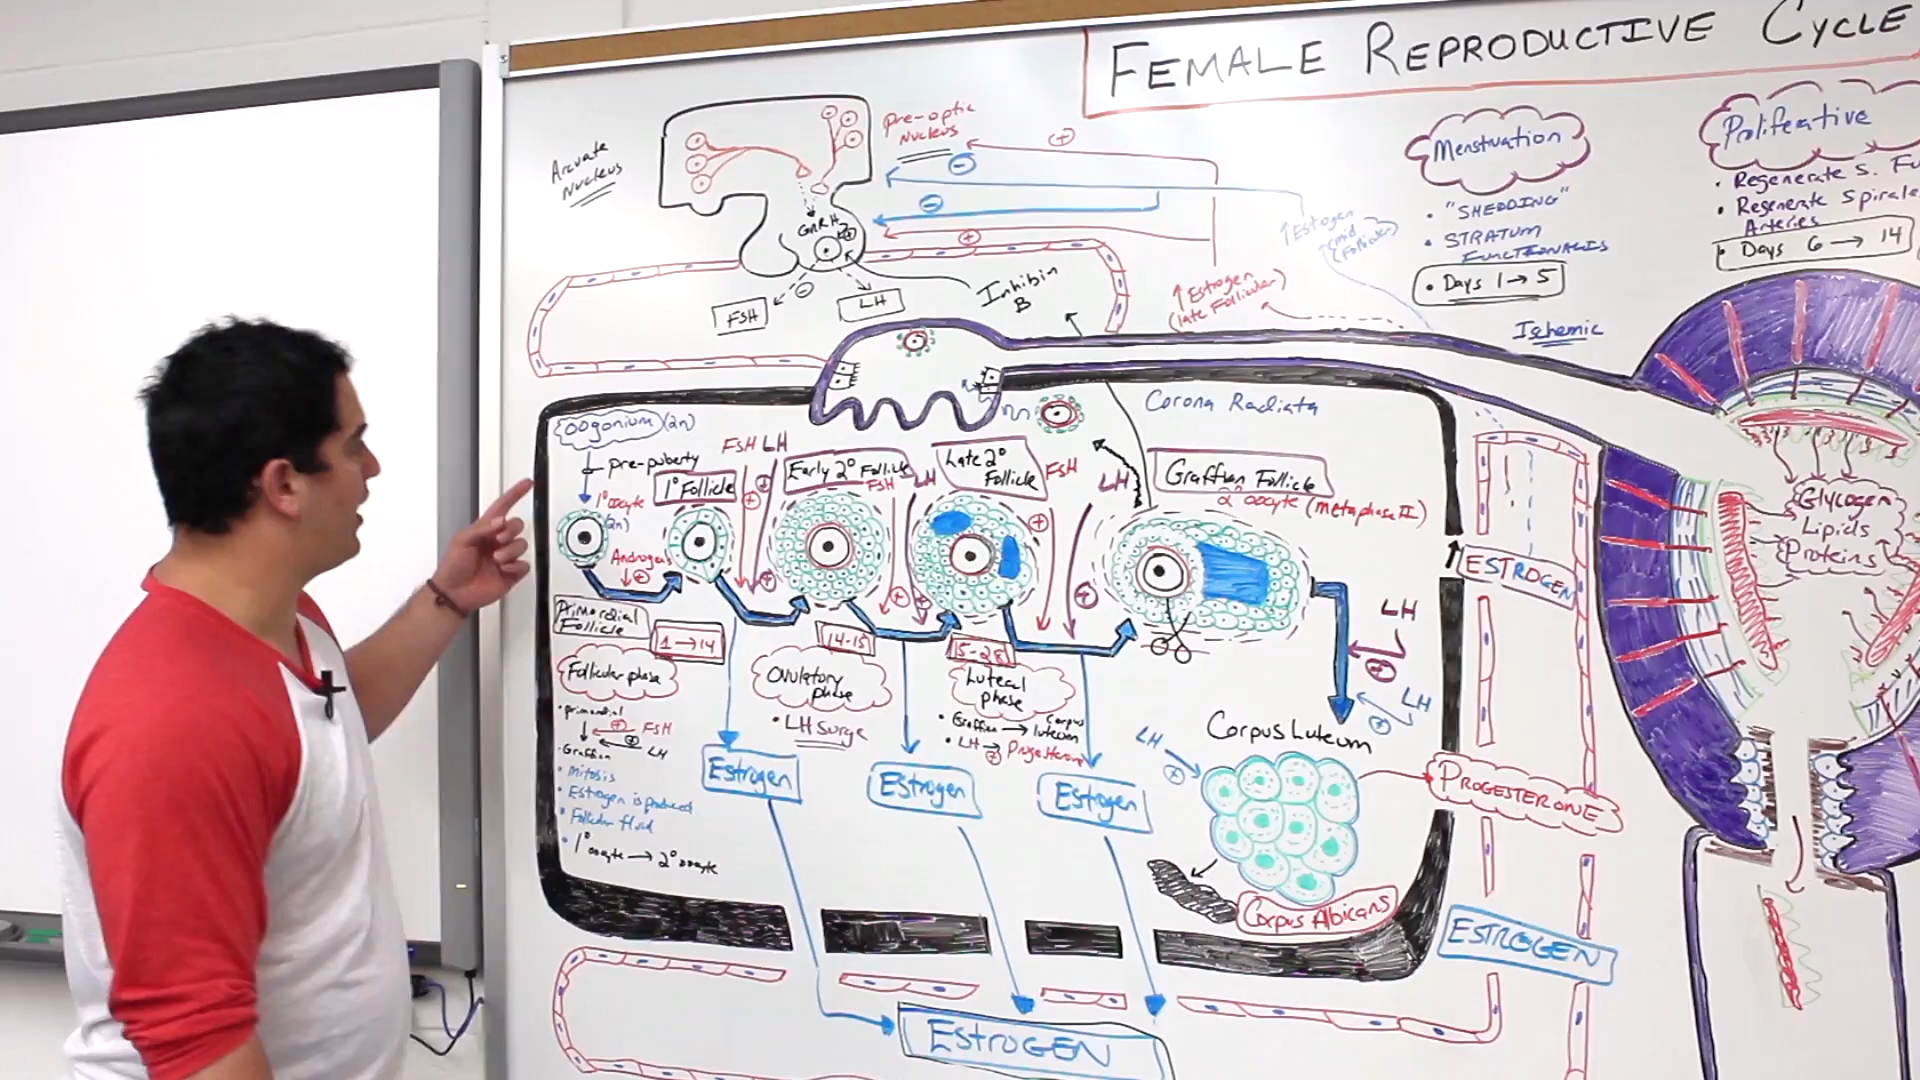 FEMALE REPRODUCTIVE CYCLE
Arcuate
Nucleus
Pre-optic
Nucleus
+
-
-
+
GnRH
+
-
FSH
LH
Inhibin
B
↑Estrogen
(mid
follicular)
↑Estrogen
(late follicular)
Menstruation
• "SHEDDING"
• STRATUM
FUNCTIONALIS
• Days 1→5
Ischemic
Proliferative
• Regenerate S. Fu
• Regenerate Spirale
Arteries
• Days 6→14
oogonium (2n)
pre-puberty
1° oocyte
(2n)
Androgens
+
Primordial
Follicle
1° Follicle
FSH LH
+
+
+
Early 2° Follicle
FSH
LH
+
+
Late 2°
Follicle
FSH
+
LH
+
Corona Radiata
Graffian Follicle
2° oocyte (metaphase II)
1→14
Follicular phase
• primordial
+ FSH
+ LH
Graffian
• Mitosis
• Estrogen is produced
• Follicular fluid
• 1° oocyte → 2° oocyte
14-15
Ovulatory
phase
• LH Surge
15-28
Luteal
phase
• Graffian → Corpus
luteum
• LH → Progesterone
+
Estrogen
Estrogen
Estrogen
ESTROGEN
LH
+
LH
+
LH
+
Corpus Luteum
Corpus Albicans
ESTROGEN
PROGESTERONE
ESTROGEN
Glycogen
Lipids
Proteins